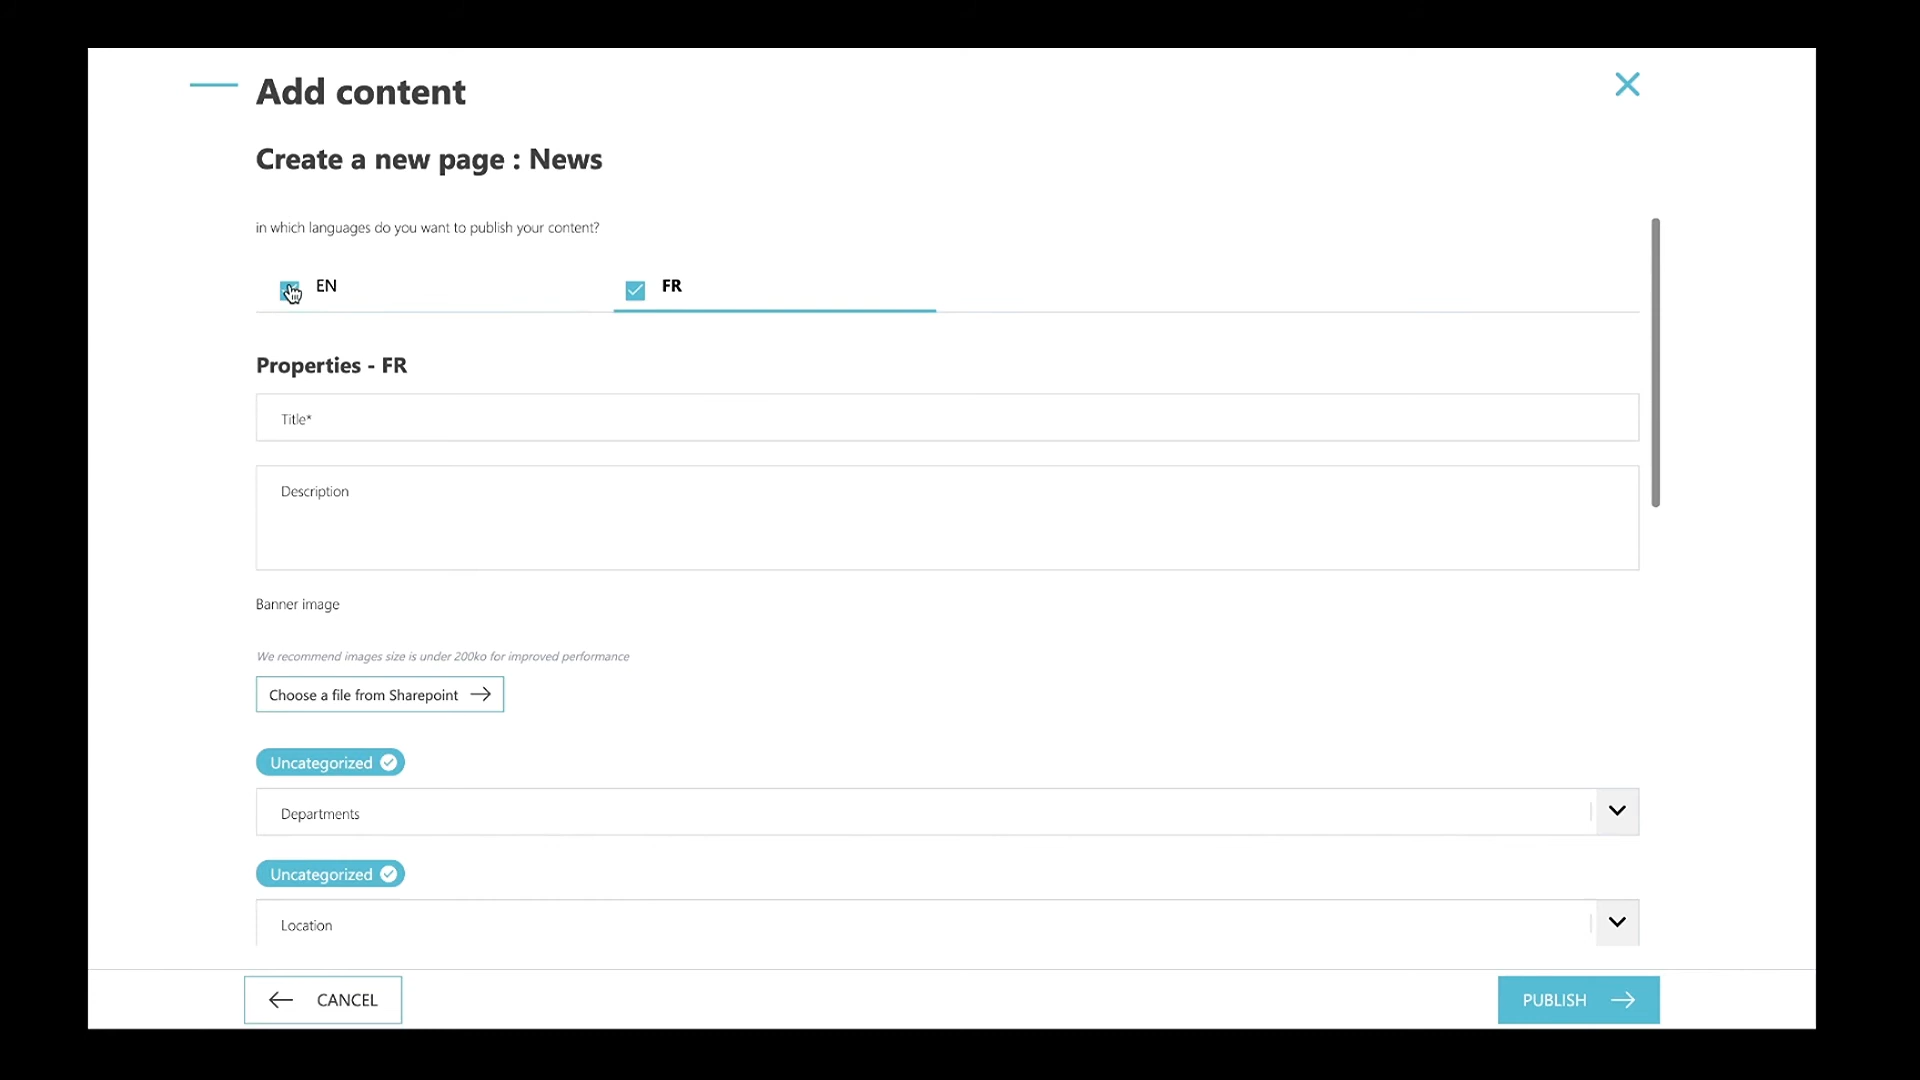 Add content
Create a new page : News
in which languages do you want to publish your content?
EN
FR
Properties - FR
Title*
Description
Banner image
We recommend images size is under 200ko for improved performance
Choose a file from Sharepoint
Uncategorized
Departments
Uncategorized
Location
CANCEL
PUBLISH